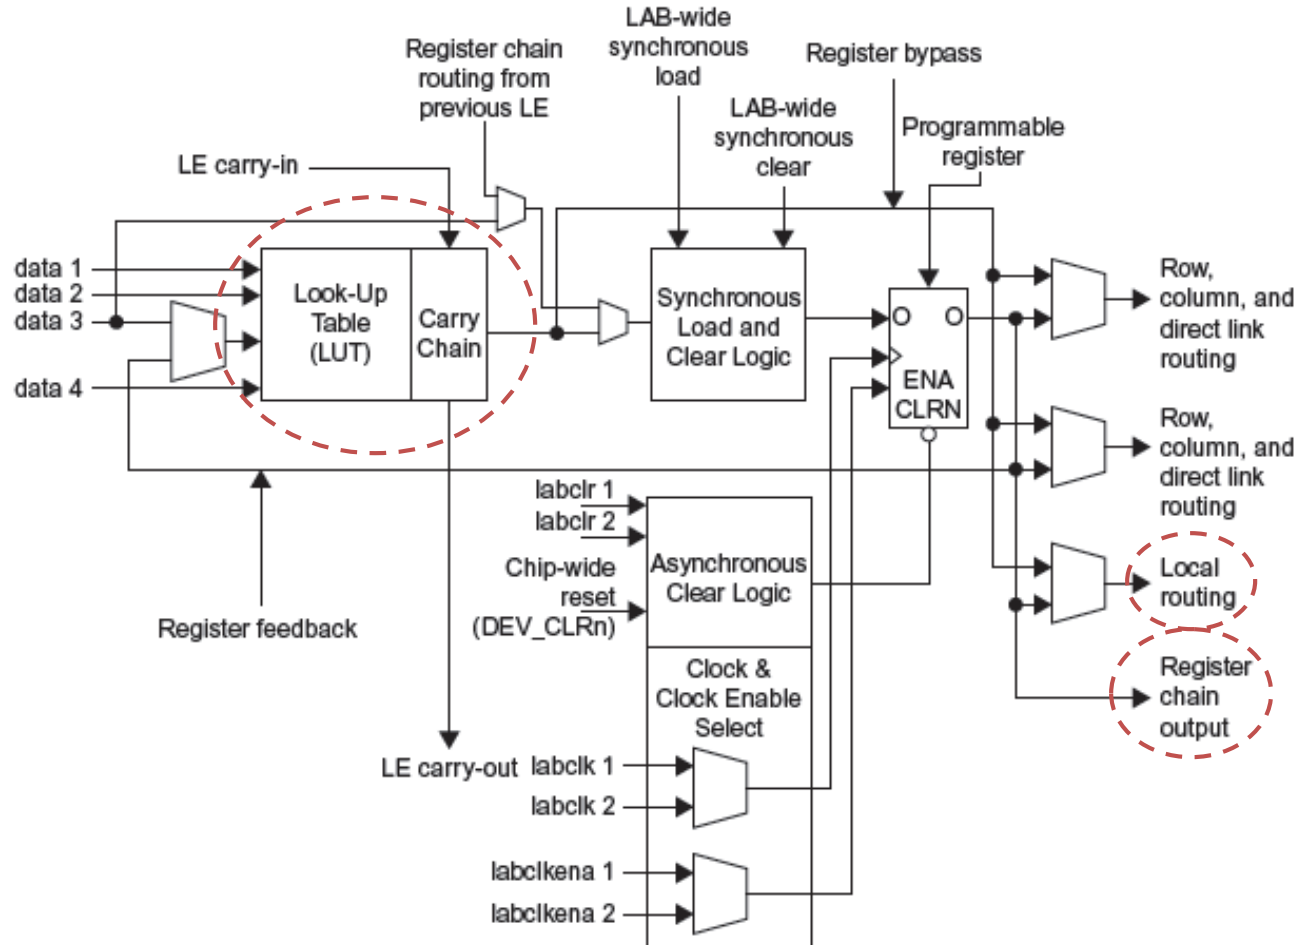 LAB-wide
synchronous
load
Register chain
routing from
previous LE
Register bypass
LAB-wide
synchronous
clear
Programmable
register
LE carry-in
data 1
data 2
data 3
data 4
Look-Up
Table
(LUT)
Carry
Chain
Synchronous
Load and
Clear Logic
O O
ENA
CLRN
Row,
column, and
direct link
routing
Row,
column, and
direct link
routing
Local
routing
Register
chain
output
Register feedback
labclr 1
labclr 2
Chip-wide
reset
(DEV_CLRn)
Asynchronous
Clear Logic
Clock &
Clock Enable
Select
LE carry-out
labclk 1
labclk 2
labclkena 1
labclkena 2